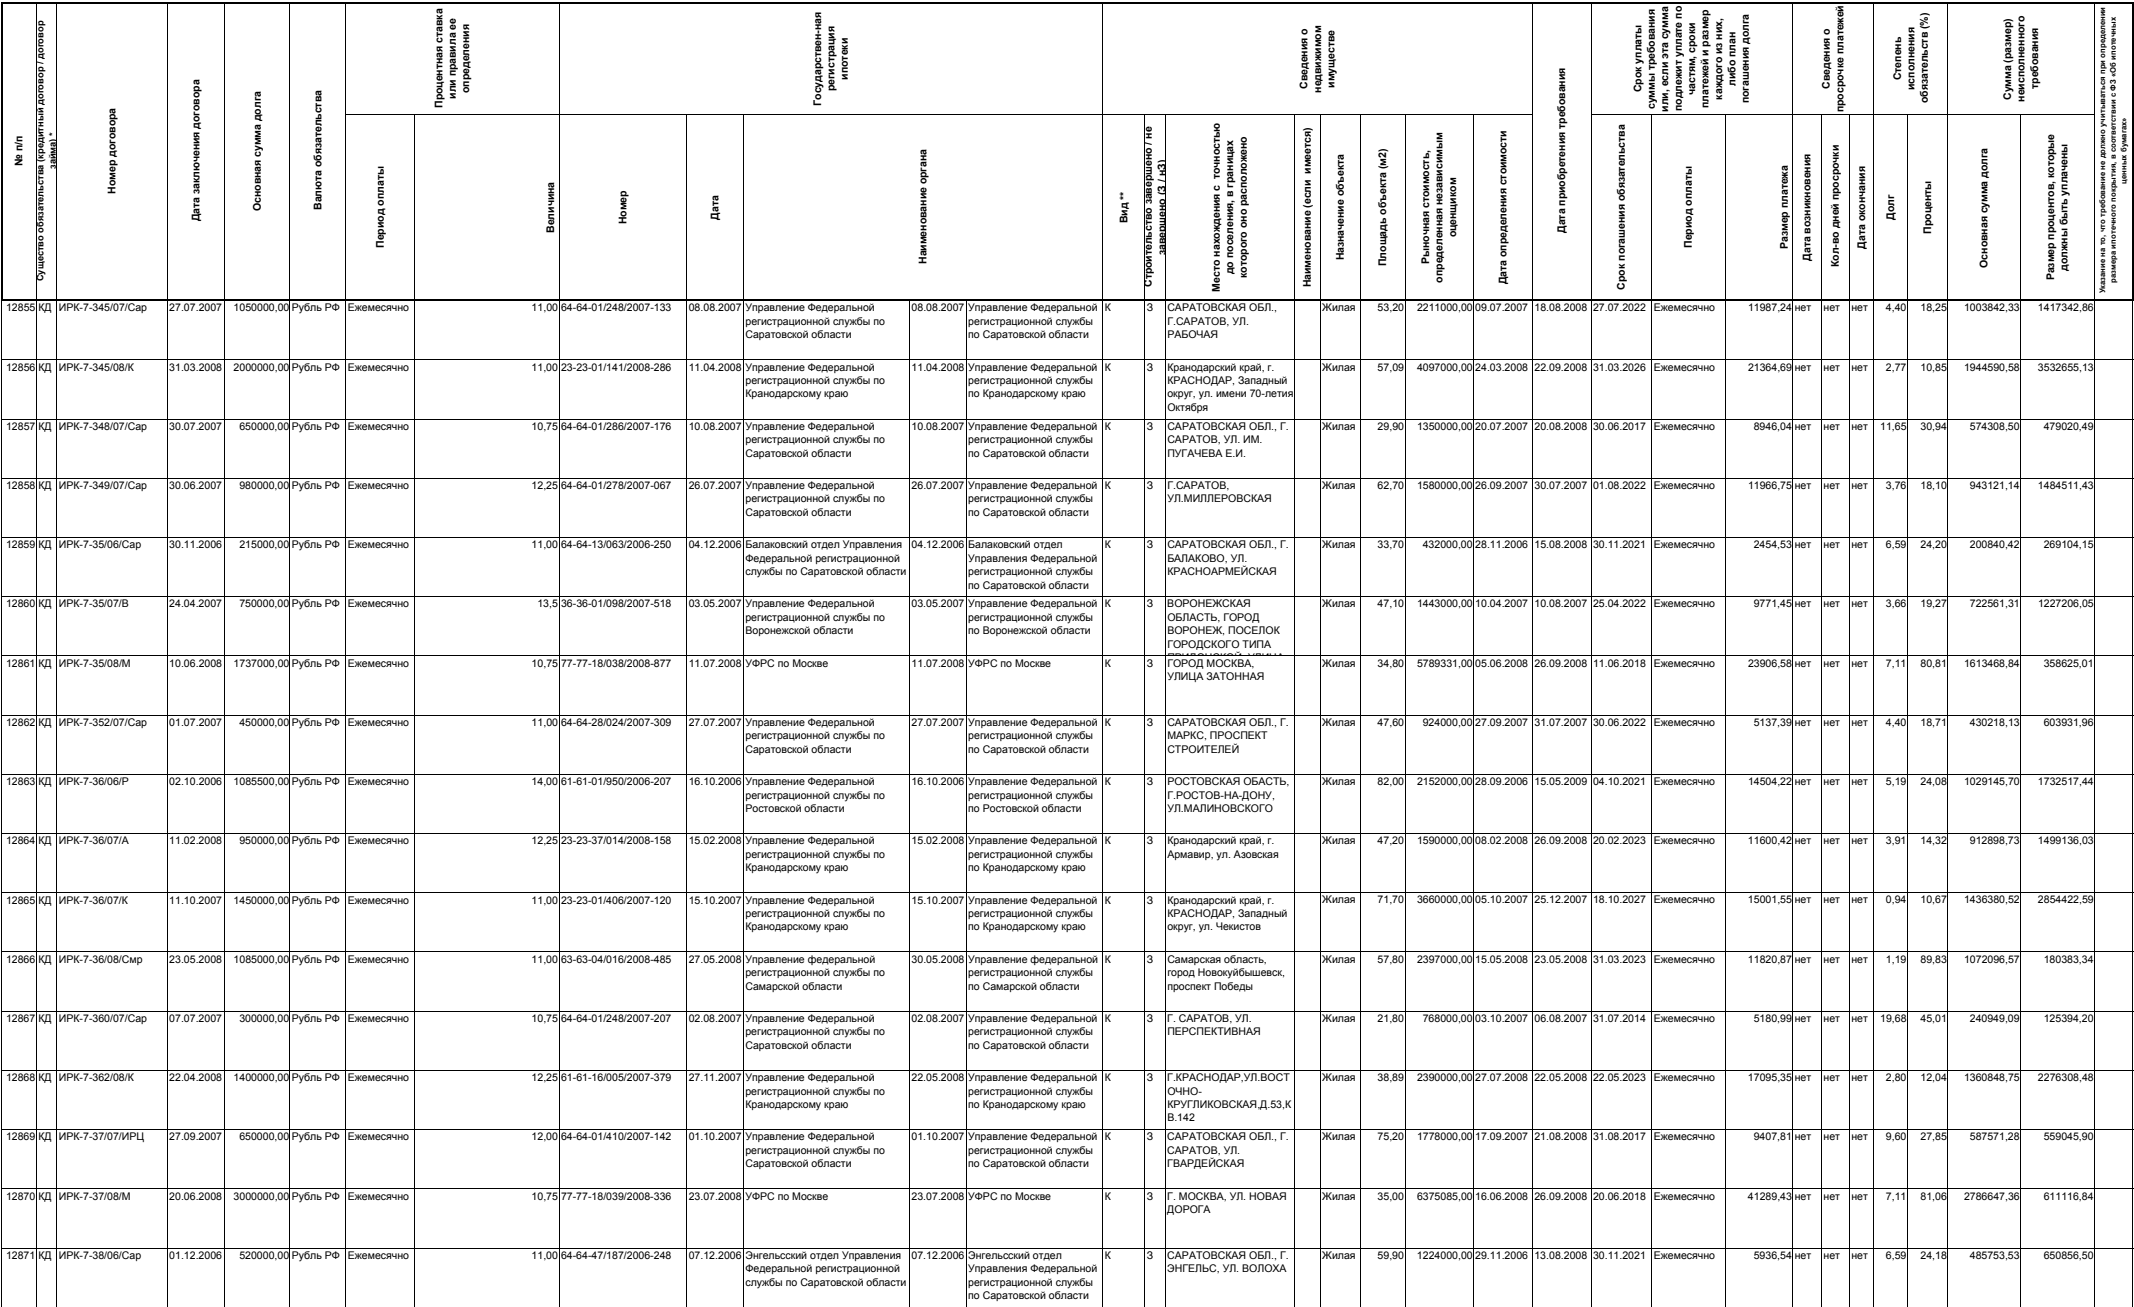 № п/п
Существо обязательства (кредитный договор / договор займа) *
Номер договора
Дата заключения договора
Основная сумма долга
Валюта обязательства
Процентная ставка или правила ее определения
Период оплаты
Величина
Государствен-ная регистрация ипотеки
Номер
Дата
Наименование органа
Сведения о недвижимом имуществе
Вид **
Строительство завершено / не завершено (З / нЗ)
Место нахождения с точностью до поселения, в границах которого оно расположено
Наименование (если имеется)
Назначение объекта
Площадь объекта (м2)
Рыночная стоимость, определенная независимым оценщиком
Дата определения стоимости
Дата приобретения требования
Срок уплаты суммы требования или, если эта сумма подлежит уплате по частям, сроки платежей и размер каждого из них, либо план погашения долга
Срок погашения обязательства
Период оплаты
Размер платежа
Сведения о просрочке платежей
Дата возникновения
Кол-во дней просрочки
Дата окончания
Степень исполнения обязательств (%)
Долг
Проценты
Сумма (размер) неисполненного требования
Основная сумма долга
Размер процентов, которые должны быть уплачены
Указание на то, что требование не должно учитываться при определении размера ипотечного покрытия, в соответствии с ФЗ «Об ипотечных ценных бумагах»
12855 КД ИРК-7-345/07/Сар 27.07.2007 1050000,00 Рубль РФ Ежемесячно 11,00 64-64-01/248/2007-133 08.08.2007 Управление Федеральной регистрационной службы по Саратовской области 08.08.2007 Управление Федеральной регистрационной службы по Саратовской области К З САРАТОВСКАЯ ОБЛ., Г.САРАТОВ, УЛ. РАБОЧАЯ Жилая 53,20 2211000,00 09.07.2007 18.08.2008 27.07.2022 Ежемесячно 11987,24 нет нет нет 4,40 18,25 1003842,33 1417342,86
12856 КД ИРК-7-345/08/К 31.03.2008 2000000,00 Рубль РФ Ежемесячно 11,00 23-23-01/141/2008-286 11.04.2008 Управление Федеральной регистрационной службы по Кранодарскому краю 11.04.2008 Управление Федеральной регистрационной службы по Кранодарскому краю К З Кранодарский край, г. КРАСНОДАР, Западный округ, ул. имени 70-летия Октября Жилая 57,09 4097000,00 24.03.2008 22.09.2008 31.03.2026 Ежемесячно 21364,69 нет нет нет 2,77 10,85 1944590,58 3532655,13
12857 КД ИРК-7-348/07/Сар 30.07.2007 650000,00 Рубль РФ Ежемесячно 10,75 64-64-01/286/2007-176 10.08.2007 Управление Федеральной регистрационной службы по Саратовской области 10.08.2007 Управление Федеральной регистрационной службы по Саратовской области К З САРАТОВСКАЯ ОБЛ., Г. САРАТОВ, УЛ. ИМ. ПУГАЧЕВА Е.И. Жилая 29,90 1350000,00 20.07.2007 20.08.2008 30.06.2017 Ежемесячно 8946,04 нет нет нет 11,65 30,94 574308,50 479020,49
12858 КД ИРК-7-349/07/Сар 30.06.2007 980000,00 Рубль РФ Ежемесячно 12,25 64-64-01/278/2007-067 26.07.2007 Управление Федеральной регистрационной службы по Саратовской области 26.07.2007 Управление Федеральной регистрационной службы по Саратовской области К З Г.САРАТОВ, УЛ.МИЛЛЕРОВСКАЯ Жилая 62,70 1580000,00 26.09.2007 30.07.2007 01.08.2022 Ежемесячно 11966,75 нет нет нет 3,76 18,10 943121,14 1484511,43
12859 КД ИРК-7-35/06/Сар 30.11.2006 215000,00 Рубль РФ Ежемесячно 11,00 64-64-13/063/2006-250 04.12.2006 Балаковский отдел Управления Федеральной регистрационной службы по Саратовской области 04.12.2006 Балаковский отдел Управления Федеральной регистрационной службы по Саратовской области К З САРАТОВСКАЯ ОБЛ., Г. БАЛАКОВО, УЛ. КРАСНОАРМЕЙСКАЯ Жилая 33,70 432000,00 28.11.2006 15.08.2008 30.11.2021 Ежемесячно 2454,53 нет нет нет 6,59 24,20 200840,42 269104,15
12860 КД ИРК-7-35/07/В 24.04.2007 750000,00 Рубль РФ Ежемесячно 13,5 36-36-01/098/2007-518 03.05.2007 Управление Федеральной регистрационной службы по Воронежской области 03.05.2007 Управление Федеральной регистрационной службы по Воронежской области К З ВОРОНЕЖСКАЯ ОБЛАСТЬ, ГОРОД ВОРОНЕЖ, ПОСЕЛОК ГОРОДСКОГО ТИПА Жилая 47,10 1443000,00 10.04.2007 10.08.2007 25.04.2022 Ежемесячно 9771,45 нет нет нет 3,66 19,27 722561,31 1227206,05
12861 КД ИРК-7-35/08/М 10.06.2008 1737000,00 Рубль РФ Ежемесячно 10,75 77-77-18/038/2008-877 11.07.2008 УФРС по Москве 11.07.2008 УФРС по Москве К З ГОРОД МОСКВА, УЛИЦА ЗАТОННАЯ Жилая 34,80 5789331,00 05.06.2008 26.09.2008 11.06.2018 Ежемесячно 23906,58 нет нет нет 7,11 80,81 1613468,84 358625,01
12862 КД ИРК-7-352/07/Сар 01.07.2007 450000,00 Рубль РФ Ежемесячно 11,00 64-64-28/024/2007-309 27.07.2007 Управление Федеральной регистрационной службы по Саратовской области 27.07.2007 Управление Федеральной регистрационной службы по Саратовской области К З САРАТОВСКАЯ ОБЛ., Г. МАРКС, ПРОСПЕКТ СТРОИТЕЛЕЙ Жилая 47,60 924000,00 27.09.2007 31.07.2007 30.06.2022 Ежемесячно 5137,39 нет нет нет 4,40 18,71 430218,13 603931,96
12863 КД ИРК-7-36/06/Р 02.10.2006 1085500,00 Рубль РФ Ежемесячно 14,00 61-61-01/950/2006-207 16.10.2006 Управление Федеральной регистрационной службы по Ростовской области 16.10.2006 Управление Федеральной регистрационной службы по Ростовской области К З РОСТОВСКАЯ ОБАСТЬ, Г.РОСТОВ-НА-ДОНУ, УЛ.МАЛИНОВСКОГО Жилая 82,00 2152000,00 28.09.2006 15.05.2009 04.10.2021 Ежемесячно 14504,22 нет нет нет 5,19 24,08 1029145,70 1732517,44
12864 КД ИРК-7-36/07/А 11.02.2008 950000,00 Рубль РФ Ежемесячно 12,25 23-23-37/014/2008-158 15.02.2008 Управление Федеральной регистрационной службы по Кранодарскому краю 15.02.2008 Управление Федеральной регистрационной службы по Кранодарскому краю К З Кранодарский край, г. Армавир, ул. Азовская Жилая 47,20 1590000,00 08.02.2008 26.09.2008 20.02.2023 Ежемесячно 11600,42 нет нет нет 3,91 14,32 912898,73 1499136,03
12865 КД ИРК-7-36/07/К 11.10.2007 1450000,00 Рубль РФ Ежемесячно 11,00 23-23-01/406/2007-120 15.10.2007 Управление Федеральной регистрационной службы по Кранодарскому краю 15.10.2007 Управление Федеральной регистрационной службы по Кранодарскому краю К З Кранодарский край, г. КРАСНОДАР, Западный округ, ул. Чекистов Жилая 71,70 3660000,00 05.10.2007 25.12.2007 18.10.2027 Ежемесячно 15001,55 нет нет нет 0,94 10,67 1436380,52 2854422,59
12866 КД ИРК-7-36/08/Смр 23.05.2008 1085000,00 Рубль РФ Ежемесячно 11,00 63-63-04/016/2008-485 27.05.2008 Управление федеральной регистрационной службы по Самарской области 30.05.2008 Управление федеральной регистрационной службы по Самарской области К З Самарская область, город Новокуйбышевск, проспект Победы Жилая 57,80 2397000,00 15.05.2008 23.05.2008 31.03.2023 Ежемесячно 11820,87 нет нет нет 1,19 89,83 1072096,57 180383,34
12867 КД ИРК-7-360/07/Сар 07.07.2007 300000,00 Рубль РФ Ежемесячно 10,75 64-64-01/248/2007-207 02.08.2007 Управление Федеральной регистрационной службы по Саратовской области 02.08.2007 Управление Федеральной регистрационной службы по Саратовской области К З Г. САРАТОВ, УЛ. ПЕРСПЕКТИВНАЯ Жилая 21,80 768000,00 03.10.2007 06.08.2007 31.07.2014 Ежемесячно 5180,99 нет нет нет 19,68 45,01 240949,09 125394,20
12868 КД ИРК-7-362/08/К 22.04.2008 1400000,00 Рубль РФ Ежемесячно 12,25 61-61-16/005/2007-379 27.11.2007 Управление Федеральной регистрационной службы по Кранодарскому краю 22.05.2008 Управление Федеральной регистрационной службы по Кранодарскому краю К З Г.КРАСНОДАР,УЛ.ВОСТОЧНО-КРУГЛИКОВСКАЯ,Д.53,КВ.142 Жилая 38,89 2390000,00 27.07.2008 22.05.2008 22.05.2023 Ежемесячно 17095,35 нет нет нет 2,80 12,04 1360848,75 2276308,48
12869 КД ИРК-7-37/07/ИРЦ 27.09.2007 650000,00 Рубль РФ Ежемесячно 12,00 64-64-01/410/2007-142 01.10.2007 Управление Федеральной регистрационной службы по Саратовской области 01.10.2007 Управление Федеральной регистрационной службы по Саратовской области К З САРАТОВСКАЯ ОБЛ., Г. САРАТОВ, УЛ. ГВАРДЕЙСКАЯ Жилая 75,20 1778000,00 17.09.2007 21.08.2008 31.08.2017 Ежемесячно 9407,81 нет нет нет 9,60 27,85 587571,28 559045,90
12870 КД ИРК-7-37/08/М 20.06.2008 3000000,00 Рубль РФ Ежемесячно 10,75 77-77-18/039/2008-336 23.07.2008 УФРС по Москве 23.07.2008 УФРС по Москве К З Г. МОСКВА, УЛ. НОВАЯ ДОРОГА Жилая 35,00 6375085,00 16.06.2008 26.09.2008 20.06.2018 Ежемесячно 41289,43 нет нет нет 7,11 81,06 2786647,36 611116,84
12871 КД ИРК-7-38/06/Сар 01.12.2006 520000,00 Рубль РФ Ежемесячно 11,00 64-64-47/187/2006-248 07.12.2006 Энгельсский отдел Управления Федеральной регистрационной службы по Саратовской области 07.12.2006 Энгельсский отдел Управления Федеральной регистрационной службы по Саратовской области К З САРАТОВСКАЯ ОБЛ., Г. ЭНГЕЛЬС, УЛ. ВОЛОХА Жилая 59,90 1224000,00 29.11.2006 13.08.2008 30.11.2021 Ежемесячно 5936,54 нет нет нет 6,59 24,18 485753,53 650856,50